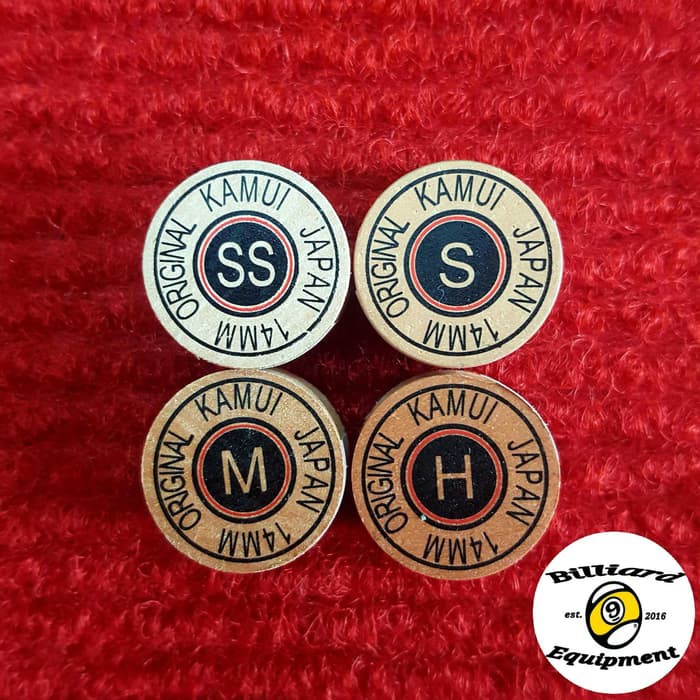 ORIGINAL KAMUI JAPAN 14MM
SS
ORIGINAL KAMUI JAPAN 14MM
S
ORIGINAL KAMUI JAPAN 14MM
M
ORIGINAL KAMUI JAPAN 14MM
H
Billiard
est. 9 2016
Equipment